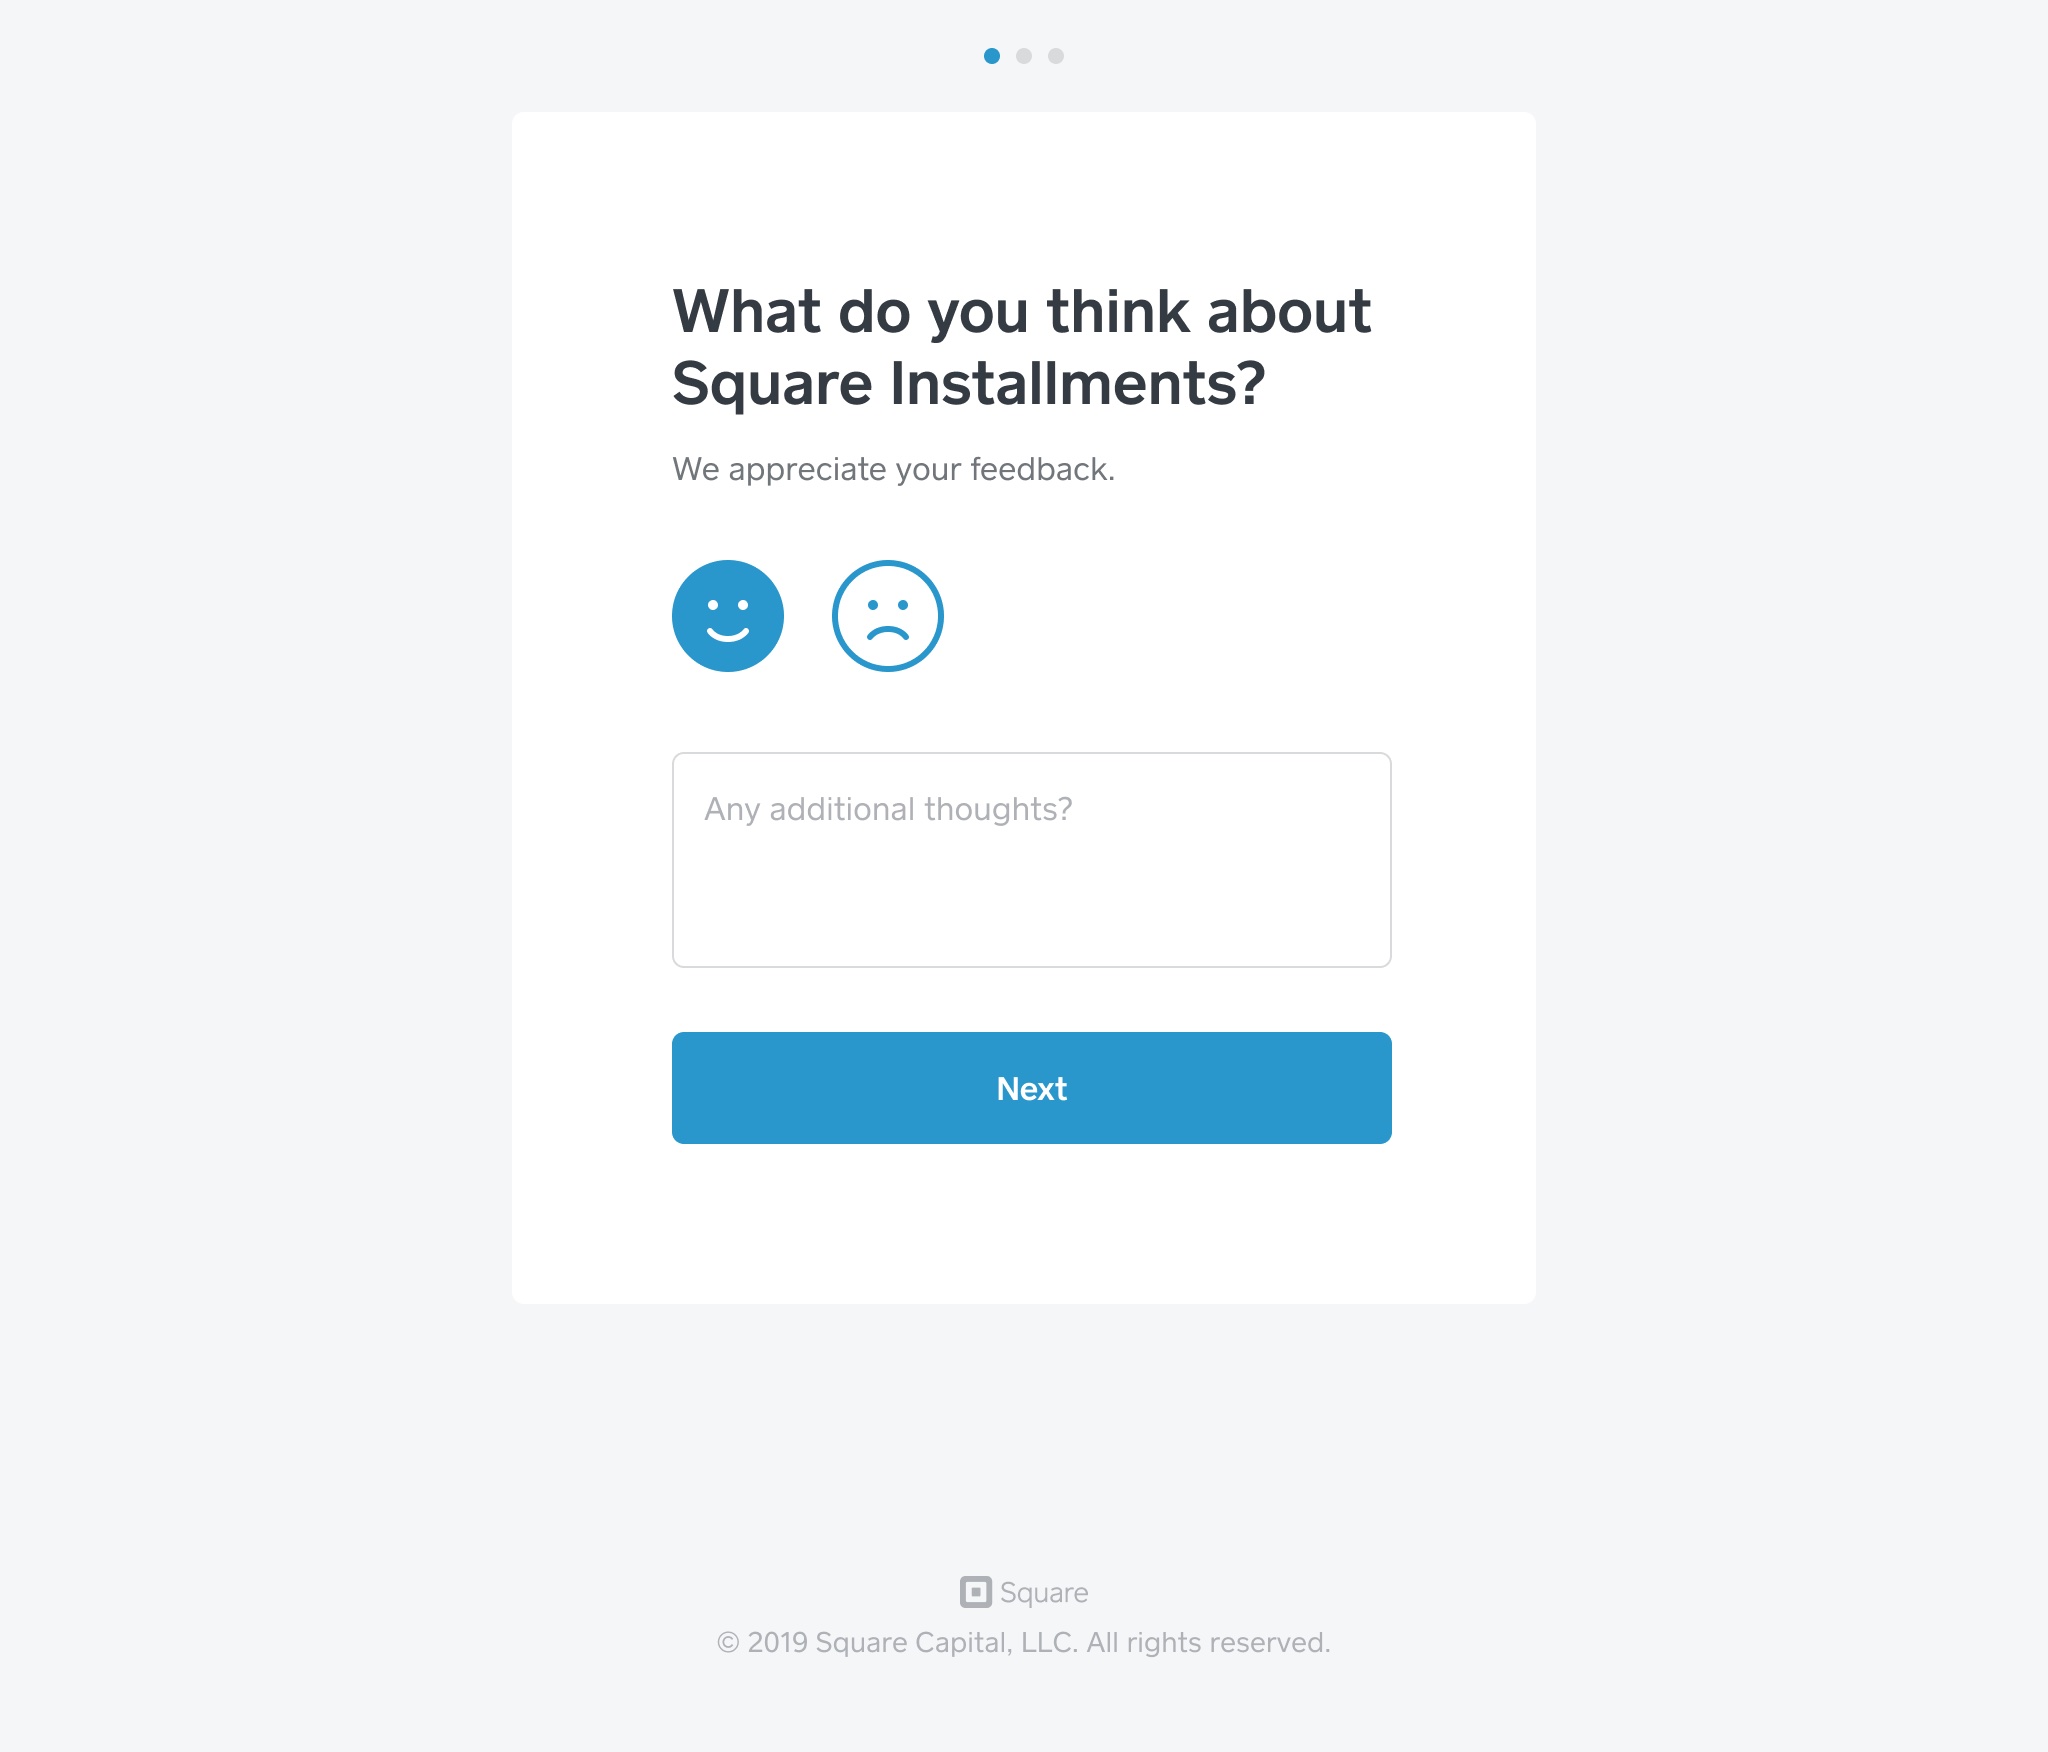 What do you think about
Square Installments?
We appreciate your feedback.
Any additional thoughts?
Next
Square
© 2019 Square Capital, LLC. All rights reserved.